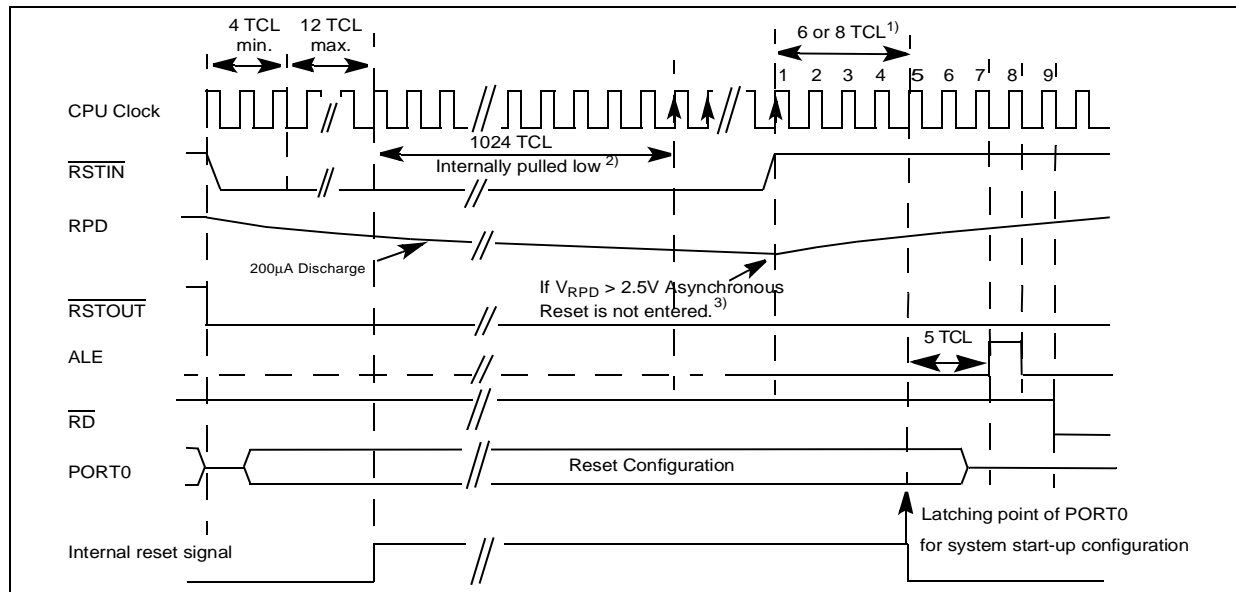 4 TCL
min.
12 TCL
max.
6 or 8 TCL1)
1 2 3 4 5 6 7 8 9
CPU Clock
1024 TCL
RSTIN
Internally pulled low 2)
RPD
200µA Discharge
If VRPD > 2.5V Asynchronous
Reset is not entered.3)
RSTOUT
5 TCL
ALE
RD
PORT0
Reset Configuration
Latching point of PORT0
for system start-up configuration
Internal reset signal